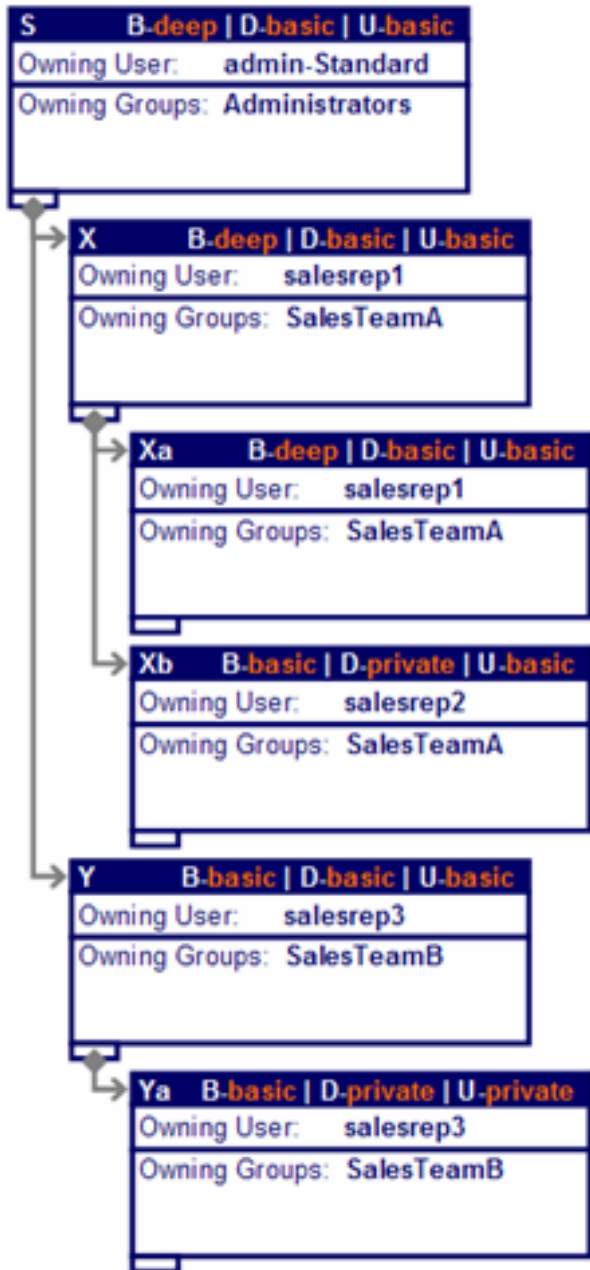 S B-deep | D-basic | U-basic
Owning User: admin-Standard
Owning Groups: Administrators
X B-deep | D-basic | U-basic
Owning User: salesrep1
Owning Groups: SalesTeamA
Xa B-deep | D-basic | U-basic
Owning User: salesrep1
Owning Groups: SalesTeamA
Xb B-basic | D-private | U-basic
Owning User: salesrep2
Owning Groups: SalesTeamA
Y B-basic | D-basic | U-basic
Owning User: salesrep3
Owning Groups: SalesTeamB
Ya B-basic | D-private | U-private
Owning User: salesrep3
Owning Groups: SalesTeamB